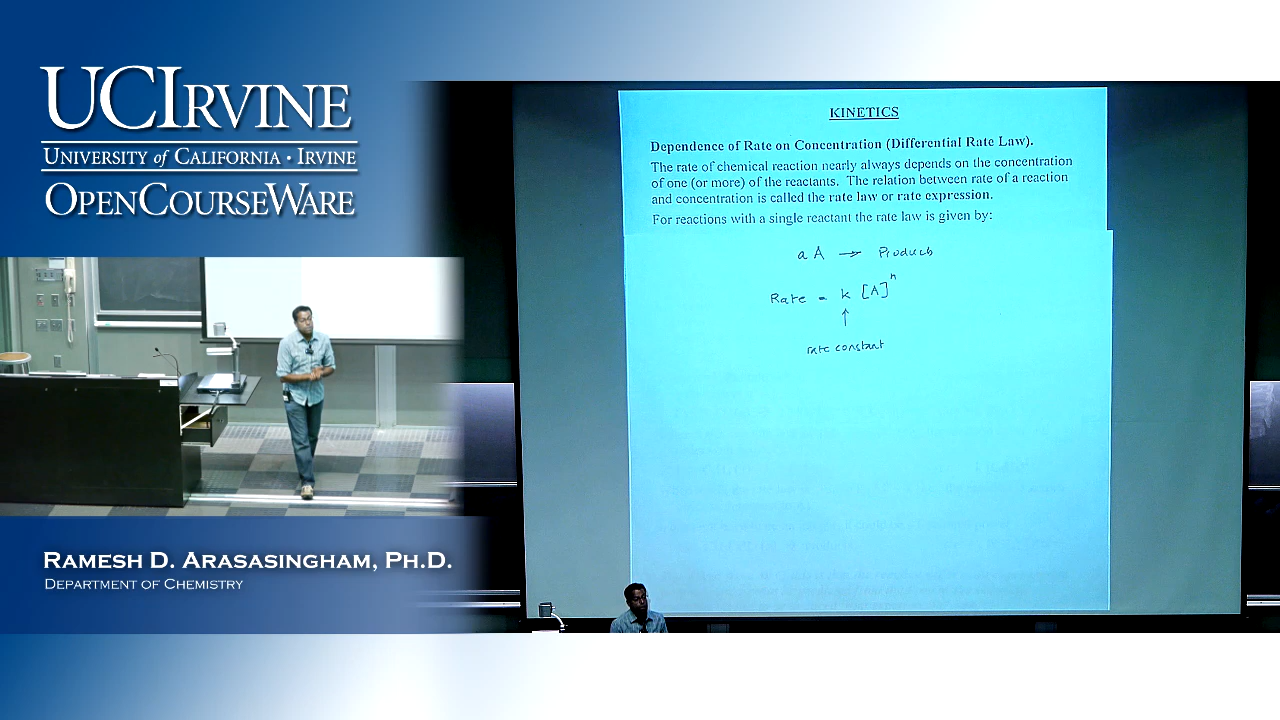 UCIRVINE
UNIVERSITY of CALIFORNIA · IRVINE
OPENCOURSEWARE
RAMESH D. ARASASINGHAM, PH.D.
DEPARTMENT OF CHEMISTRY
KINETICS
Dependence of Rate on Concentration (Differential Rate Law).
The rate of chemical reaction nearly always depends on the concentration
of one (or more) of the reactants. The relation between rate of a reaction
and concentration is called the rate law or rate expression.
For reactions with a single reactant the rate law is given by:
a A → Products
Rate = k [A]^n
↑
rate constant